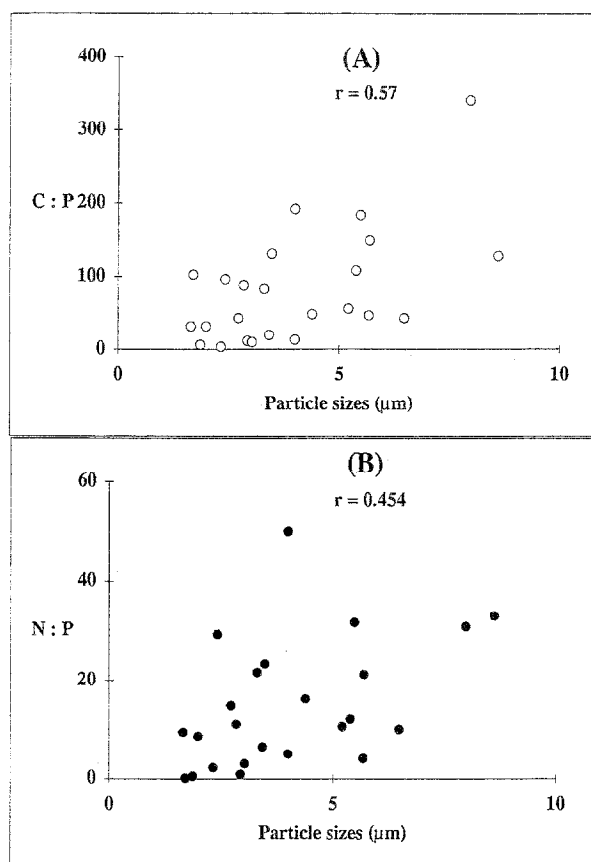 (A)
r = 0.57
400
300
C : P 200
100
0
0 5 10
Particle sizes (µm)
(B)
r = 0.454
60
40
N : P
20
0
0 5 10
Particle sizes (µm)